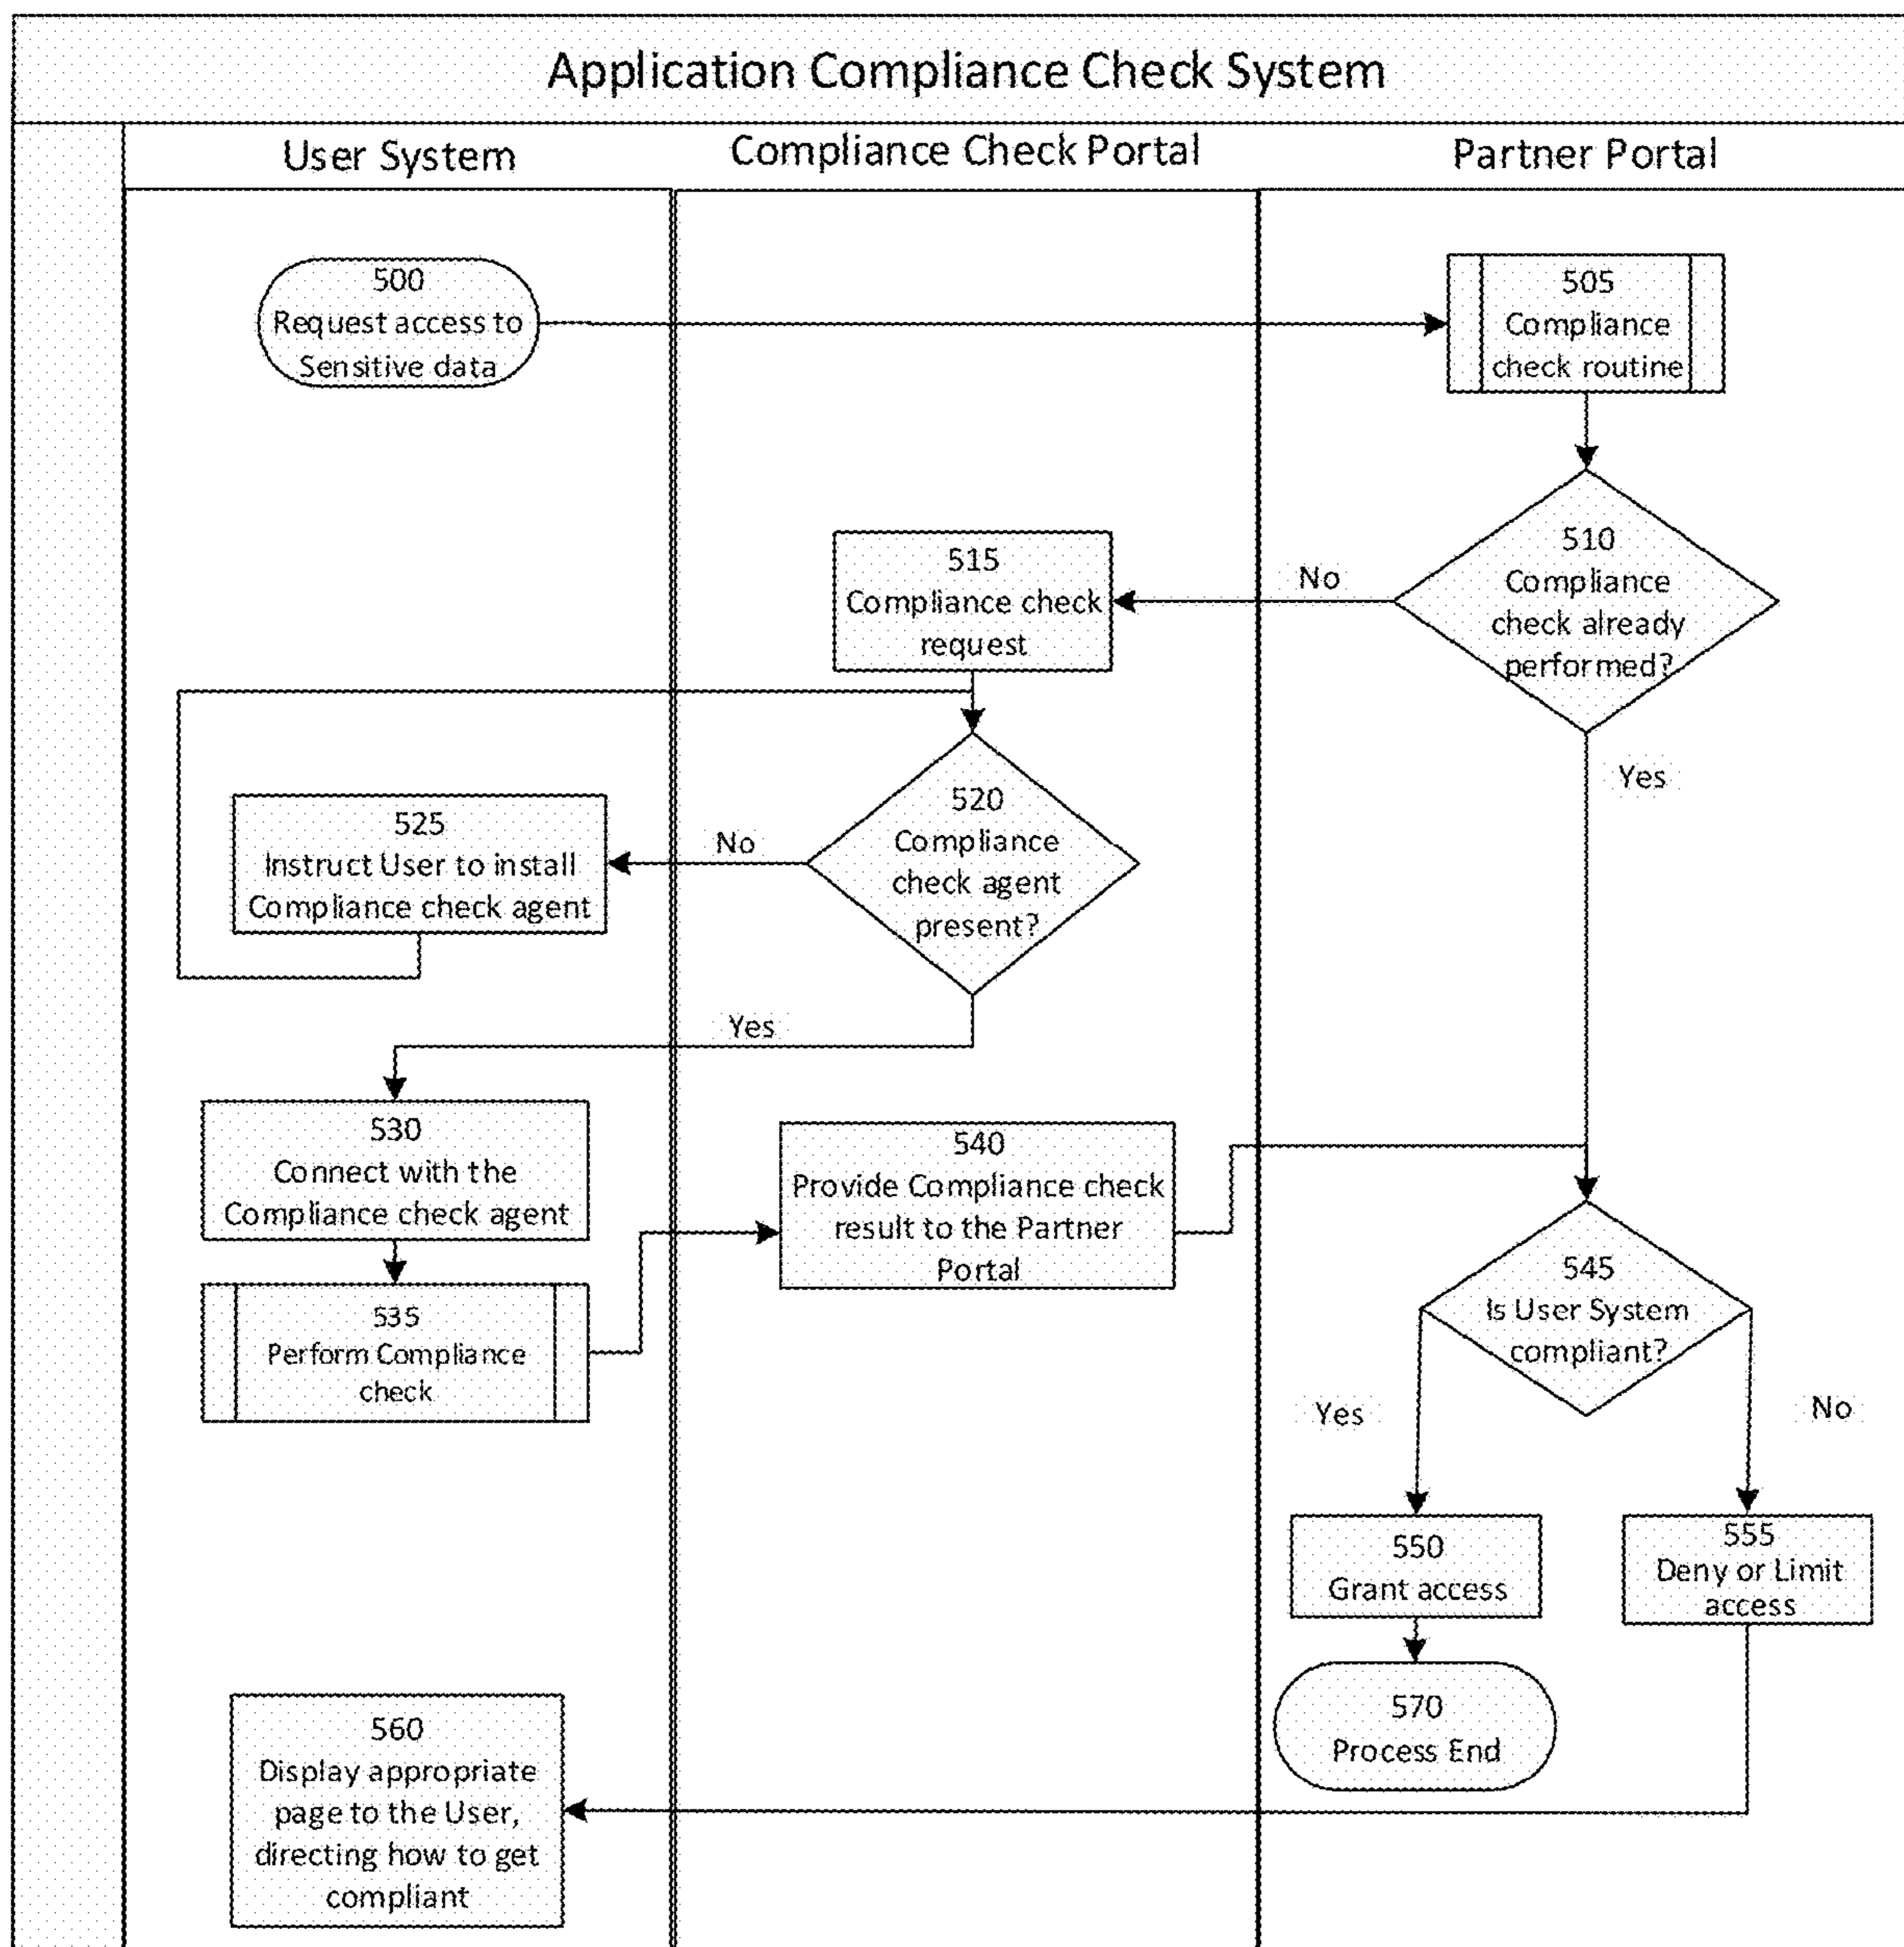 Application Compliance Check System
User System
Compliance Check Portal
Partner Portal
500
Request access to
Sensitive data
505
Compliance
check routine
510
Compliance
check already
performed?
No
Yes
515
Compliance check
request
520
Compliance
check agent
present?
No
Yes
525
Instruct User to install
Compliance check agent
530
Connect with the
Compliance check agent
535
Perform Compliance
check
540
Provide Compliance check
result to the Partner
Portal
545
Is User System
compliant?
Yes
No
550
Grant access
555
Deny or Limit
access
570
Process End
560
Display appropriate
page to the User,
directing how to get
compliant